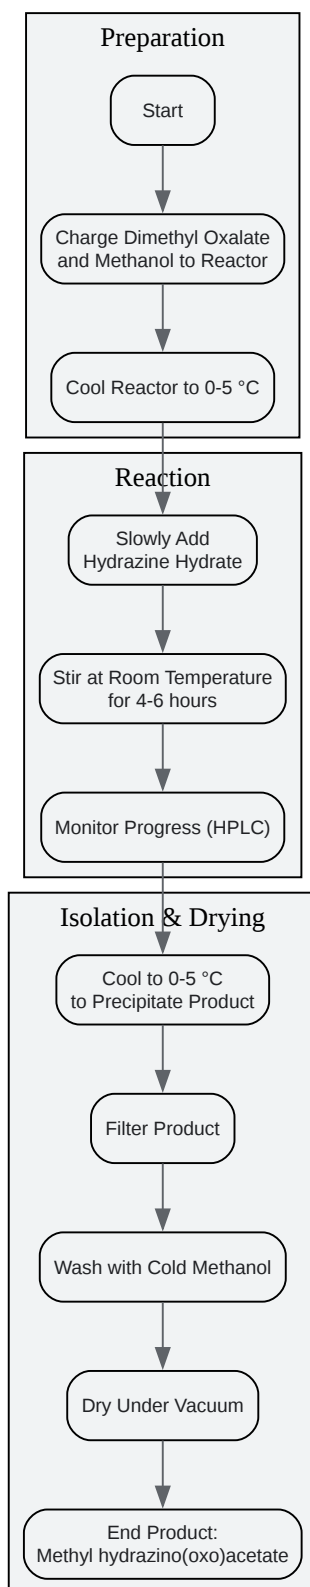 Preparation
Start
Charge Dimethyl Oxalate
and Methanol to Reactor
Cool Reactor to 0-5 °C
Reaction
Slowly Add
Hydrazine Hydrate
Stir at Room Temperature
for 4-6 hours
Monitor Progress (HPLC)
Isolation & Drying
Cool to 0-5 °C
to Precipitate Product
Filter Product
Wash with Cold Methanol
Dry Under Vacuum
End Product:
Methyl hydrazino(oxo)acetate